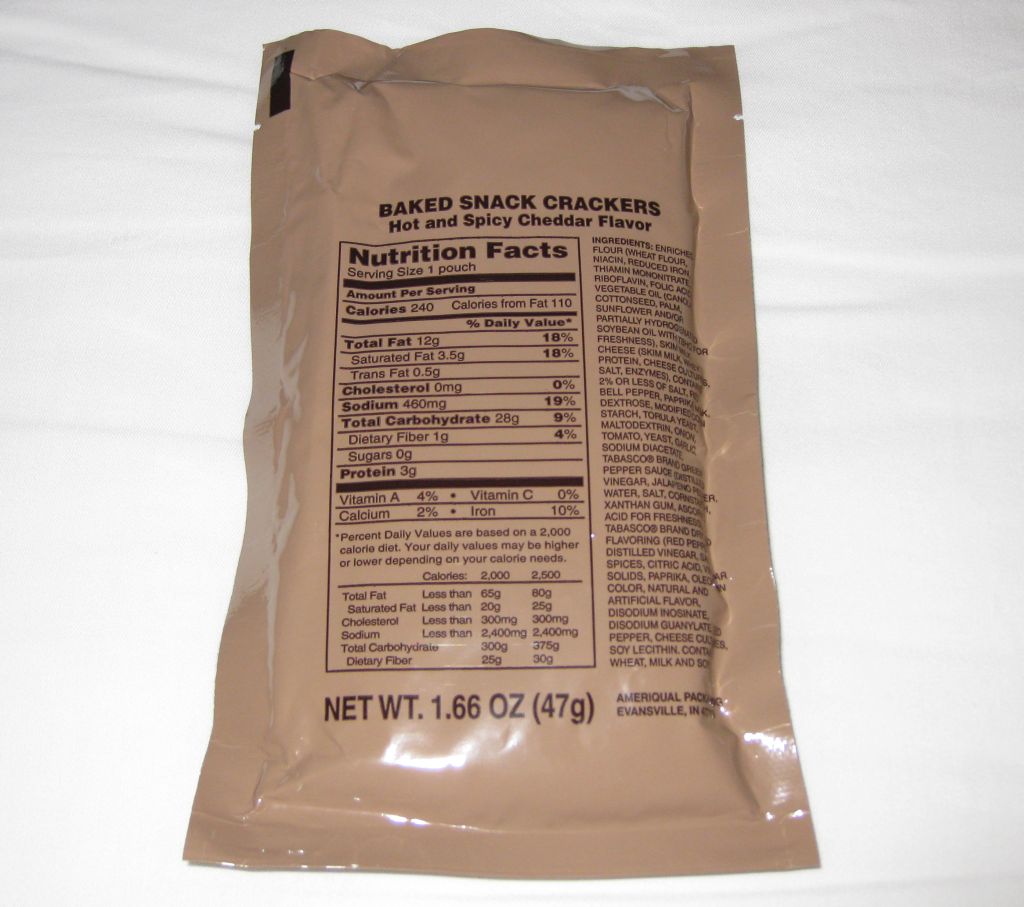 BAKED SNACK CRACKERS
Hot and Spicy Cheddar Flavor
Nutrition Facts
Serving Size 1 pouch
Amount Per Serving
Calories 240 Calories from Fat 110
% Daily Value*
Total Fat 12g 18%
Saturated Fat 3.5g 18%
Trans Fat 0.5g
Cholesterol 0mg 0%
Sodium 460mg 19%
Total Carbohydrate 28g 9%
Dietary Fiber 1g 4%
Sugars 0g
Protein 3g
Vitamin A 4% • Vitamin C 0%
Calcium 2% • Iron 10%
*Percent Daily Values are based on a 2,000
calorie diet. Your daily values may be higher
or lower depending on your calorie needs.
Calories: 2,000 2,500
Total Fat Less than 65g 80g
Saturated Fat Less than 20g 25g
Cholesterol Less than 300mg 300mg
Sodium Less than 2,400mg 2,400mg
Total Carbohydrate 300g 375g
Dietary Fiber 25g 30g
INGREDIENTS:
FLOUR (WHEAT FLOUR,
NIACIN, REDUCED IRON,
THIAMIN MONONITRATE,
RIBOFLAVIN, FOLIC
VEGETABLE OIL
COTTONSEED, PALM,
SUNFLOWER AND/OR
PARTIALLY
SOYBEAN OIL WITH FOR
FRESHNESS), SKIM
CHEESE (SKIM MILK,
PROTEIN, CHEESE
SALT, ENZYMES),
2% OR LESS OF SALT,
BELL PEPPER, PAPRIKA,
DEXTROSE, MODIFIED
STARCH, TORULA YEAST,
MALTODEXTRIN, ONION,
TOMATO, YEAST, GARLIC,
SODIUM DIACETATE,
TABASCO® BRAND
PEPPER SAUCE
VINEGAR, JALAPENO
WATER, SALT,
XANTHAN GUM,
ACID FOR FRESHNESS
TABASCO® BRAND
FLAVORING (RED
DISTILLED VINEGAR,
SPICES, CITRIC ACID,
SOLIDS, PAPRIKA,
COLOR, NATURAL AND
ARTIFICIAL FLAVOR,
DISODIUM INOSINATE,
DISODIUM GUANYLATE,
PEPPER, CHEESE
SOY LECITHIN.
WHEAT, MILK AND
NET WT. 1.66 OZ (47g)
AMERIQUAL
EVANSVILLE, IN